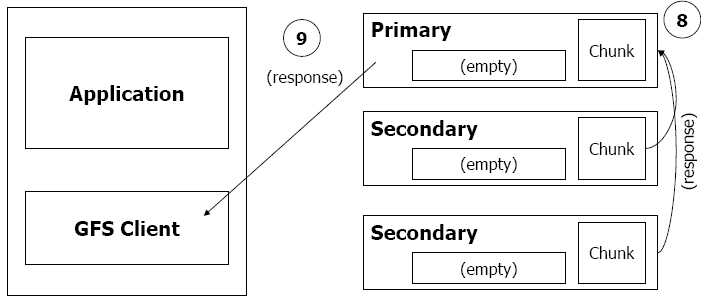 Application
GFS Client
9
(response)
8
Primary
(empty)
Chunk
Secondary
(empty)
Chunk
Secondary
(empty)
Chunk
(response)